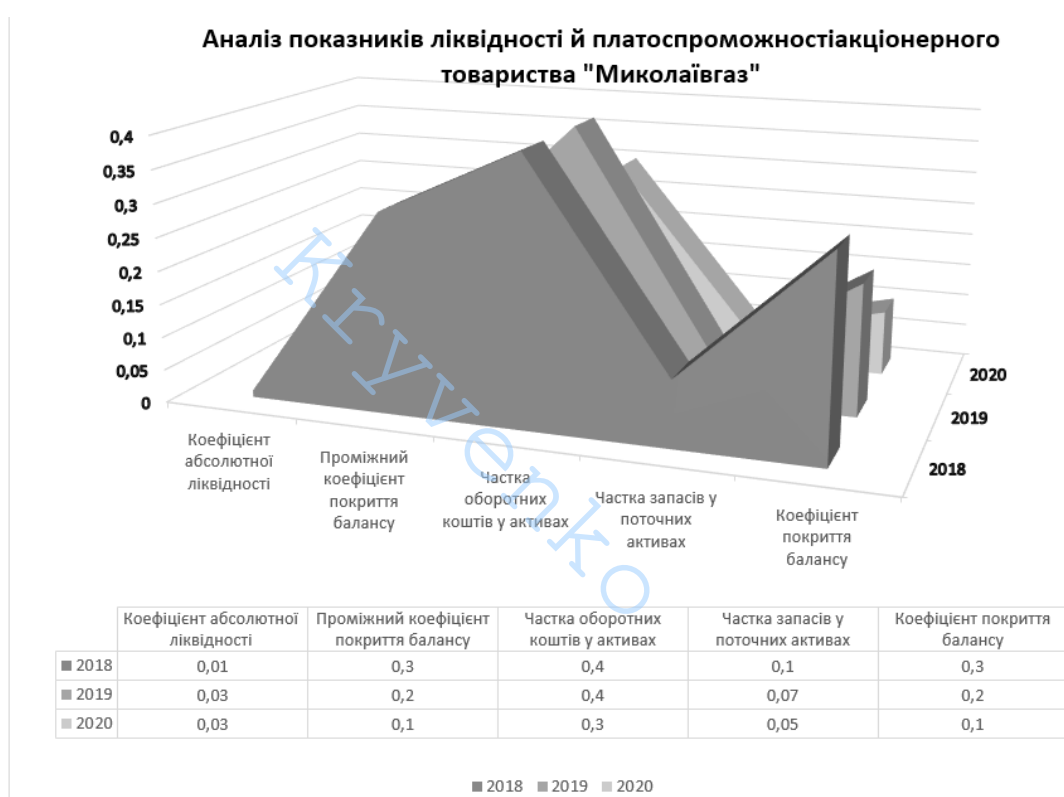 Аналіз показників ліквідності й платоспроможностіакціонерного
товариства "Миколаївгаз"
0,4
0,35
0,3
0,25
0,2
0,15
0,1
0,05
0
2020
2019
2018
Коефіцієнт
абсолютної
ліквідності
Проміжний
коефіцієнт
покриття
балансу
Частка
оборотних
коштів у активах
Частка запасів у
поточних
активах
Коефіцієнт
покриття
балансу
Kryvenko
Коефіцієнт абсолютної
ліквідності
Проміжний коефіцієнт
покриття балансу
Частка оборотних
коштів у активах
Частка запасів у
поточних активах
Коефіцієнт покриття
балансу
2018 0,01 0,3 0,4 0,1 0,3
2019 0,03 0,2 0,4 0,07 0,2
2020 0,03 0,1 0,3 0,05 0,1
2018 2019 2020